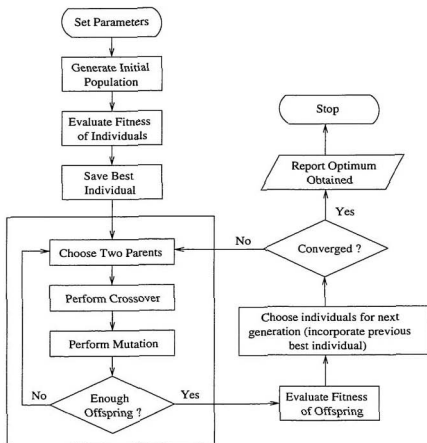 Set Parameters
Generate Initial
Population
Evaluate Fitness
of Individuals
Save Best
Individual
Choose Two Parents
Perform Crossover
Perform Mutation
Enough
Offspring ?
No
Yes
Evaluate Fitness
of Offspring
Choose individuals for next
generation (incorporate previous
best individual)
Converged ?
No
Yes
Report Optimum
Obtained
Stop